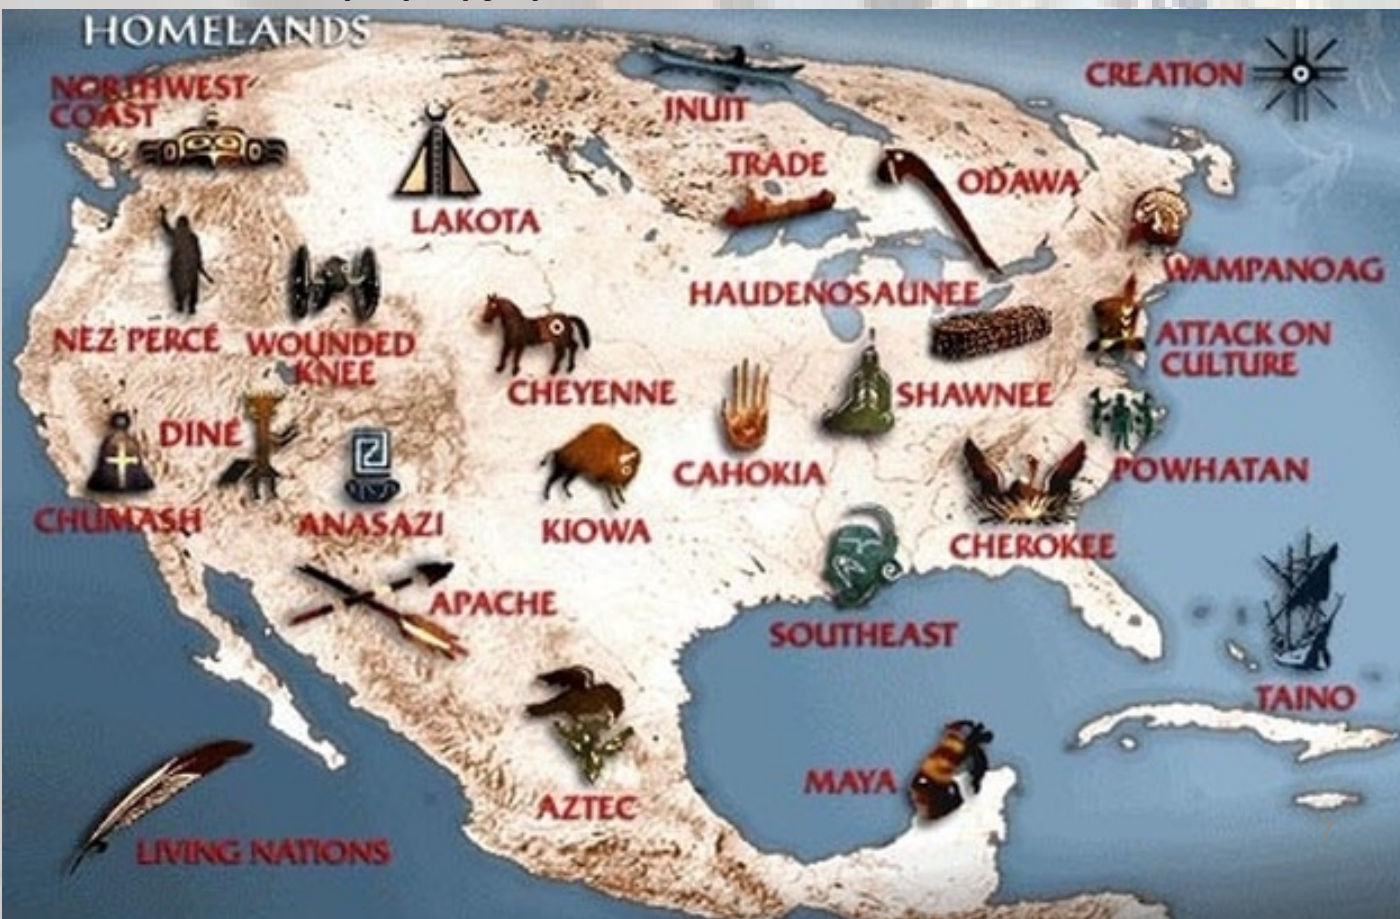 HOMELANDS
NORTHWEST
COAST
INUIT
CREATION
TRADE
ODAWA
LAKOTA
WAMPANOAG
HAUDENOSAUNEE
NEZ PERCÉ
WOUNDED
KNEE
ATTACK ON
CULTURE
CHEYENNE
SHAWNEE
DINÉ
CAHOKIA
POWHATAN
CHUMASH
ANASAZI
KIOWA
CHEROKEE
APACHE
SOUTHEAST
TAINO
MAYA
AZTEC
LIVING NATIONS